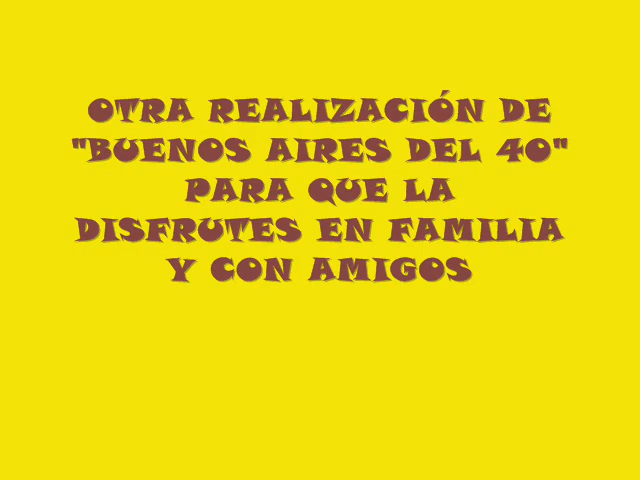 OTRA REALIZACIÓN DE
"BUENOS AIRES DEL 40"
PARA QUE LA
DISFRUTES EN FAMILIA
Y CON AMIGOS